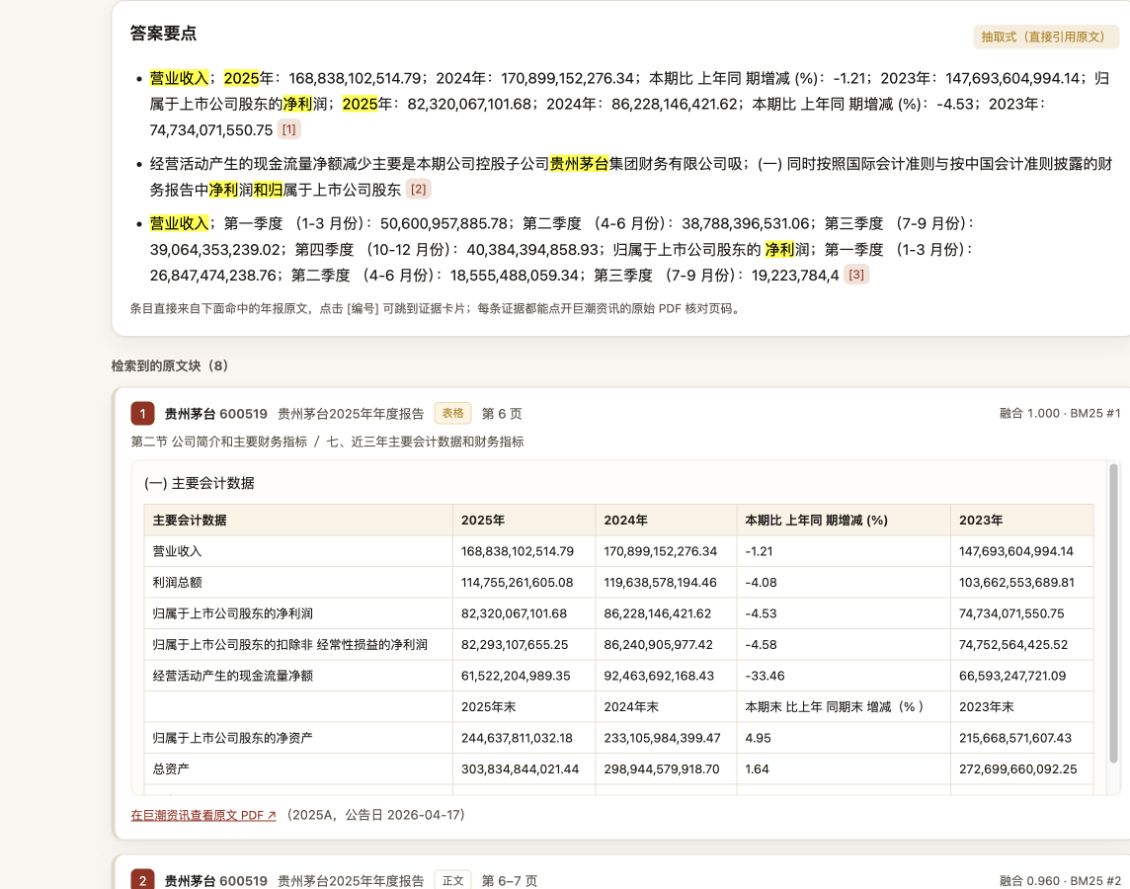 答案要点
抽取式（直接引用原文）
• 营业收入；2025年：168,838,102,514.79；2024年：170,899,152,276.34；本期比 上年同 期增减 (%)：-1.21；2023年：147,693,604,994.14；归
属于上市公司股东的净利润；2025年：82,320,067,101.68；2024年：86,228,146,421.62；本期比 上年同 期增减 (%)：-4.53；2023年：
74,734,071,550.75 [1]
• 经营活动产生的现金流量净额减少主要是本期公司控股子公司贵州茅台集团财务有限公司吸；(一) 同时按照国际会计准则与按中国会计准则披露的财
务报告中净利润和归属于上市公司股东 [2]
• 营业收入；第一季度 （1-3 月份）：50,600,957,885.78；第二季度 （4-6 月份）：38,788,396,531.06；第三季度 （7-9 月份）：
39,064,353,239.02；第四季度 （10-12 月份）：40,384,394,858.93；归属于上市公司股东的 净利润；第一季度 （1-3 月份）：
26,847,474,238.76；第二季度 （4-6 月份）：18,555,488,059.34；第三季度 （7-9 月份）：19,223,784,4 [3]
条目直接来自下面命中的年报原文，点击 [编号] 可跳到证据卡片；每条证据都能点开巨潮资讯的原始 PDF 核对页码。
检索到的原文块（8）
1 贵州茅台 600519 贵州茅台2025年年度报告 表格 第 6 页 融合 1.000 · BM25 #1
第二节 公司简介和主要财务指标 / 七、近三年主要会计数据和财务指标
(一) 主要会计数据
主要会计数据 2025年 2024年 本期比 上年同 期增减 (%) 2023年
营业收入 168,838,102,514.79 170,899,152,276.34 -1.21 147,693,604,994.14
利润总额 114,755,261,605.08 119,638,578,194.46 -4.08 103,662,553,689.81
归属于上市公司股东的净利润 82,320,067,101.68 86,228,146,421.62 -4.53 74,734,071,550.75
归属于上市公司股东的扣除非 经常性损益的净利润 82,293,107,655.25 86,240,905,977.42 -4.58 74,752,564,425.52
经营活动产生的现金流量净额 61,522,204,989.35 92,463,692,168.43 -33.46 66,593,247,721.09
2025年末 2024年末 本期末 比上年 同期末 增减（% ） 2023年末
归属于上市公司股东的净资产 244,637,811,032.18 233,105,984,399.47 4.95 215,668,571,607.43
总资产 303,834,844,021.44 298,944,579,918.70 1.64 272,699,660,092.25
在巨潮资讯查看原文 PDF ↗ （2025A，公告日 2026-04-17）
2 贵州茅台 600519 贵州茅台2025年年度报告 正文 第 6–7 页 融合 0.960 · BM25 #2